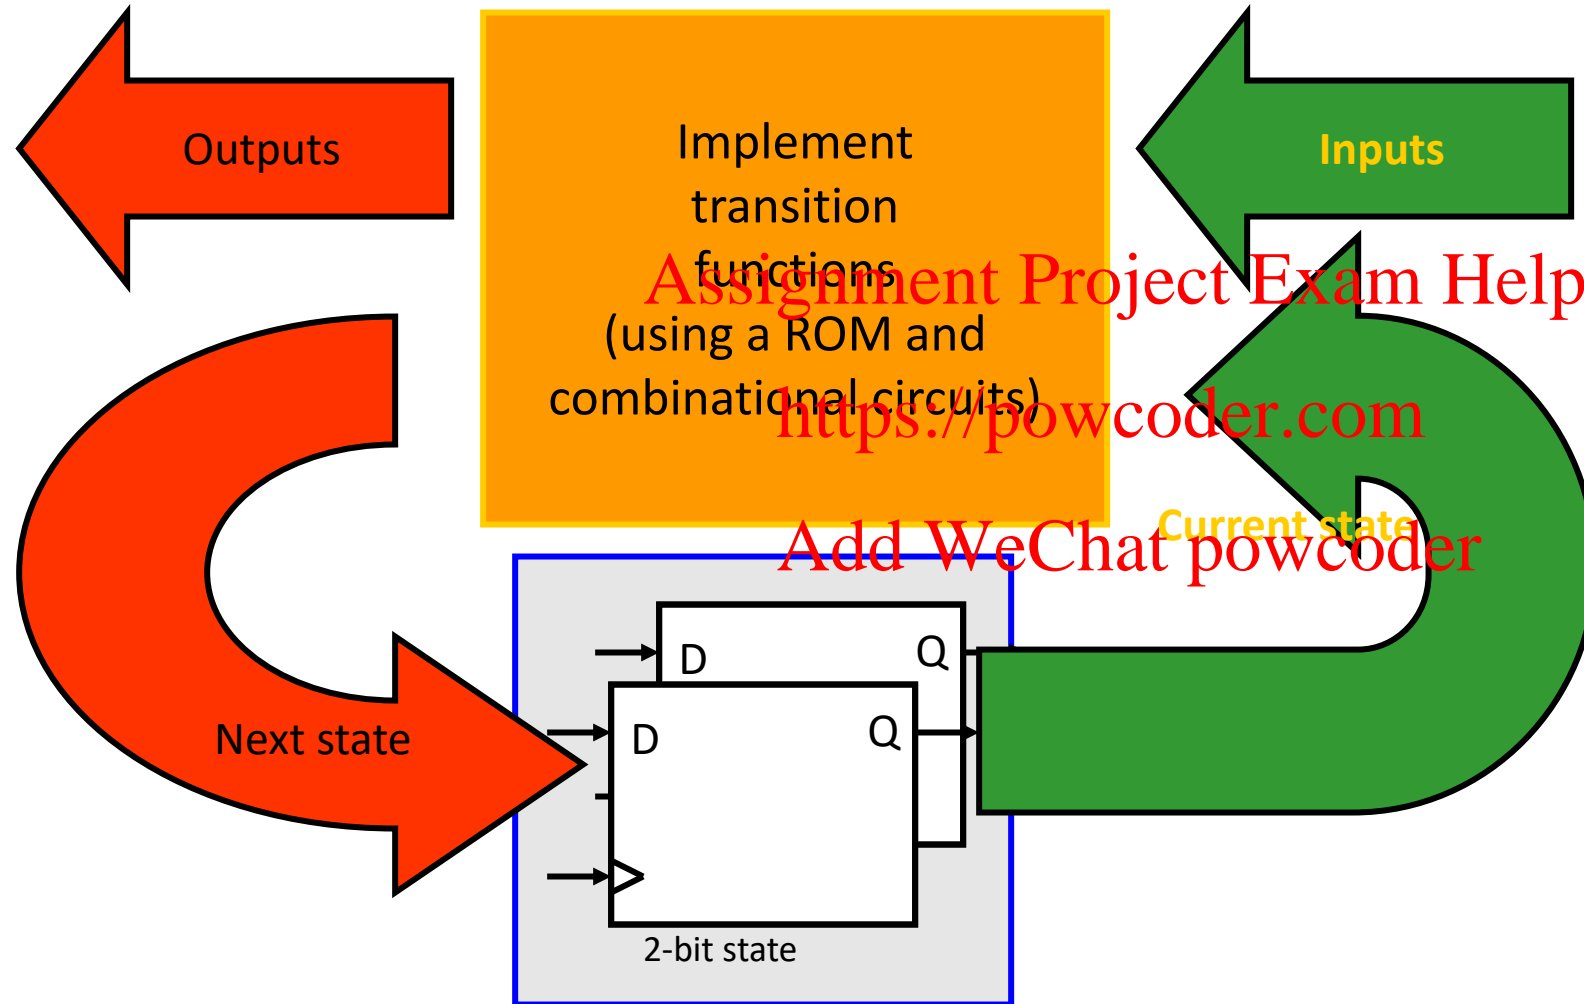 Outputs
Implement
transition
functions
(using a ROM and
combinational circuits)
Inputs
Assignment Project Exam Help
https://powcoder.com
Add WeChat powcoder
Current state
Next state
D
Q
D
Q
2-bit state